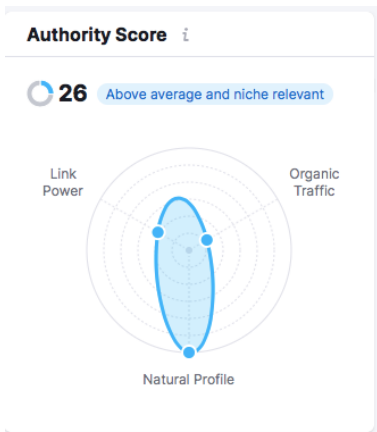 Authority Score i
26 Above average and niche relevant
Link
Power
Organic
Traffic
Natural Profile